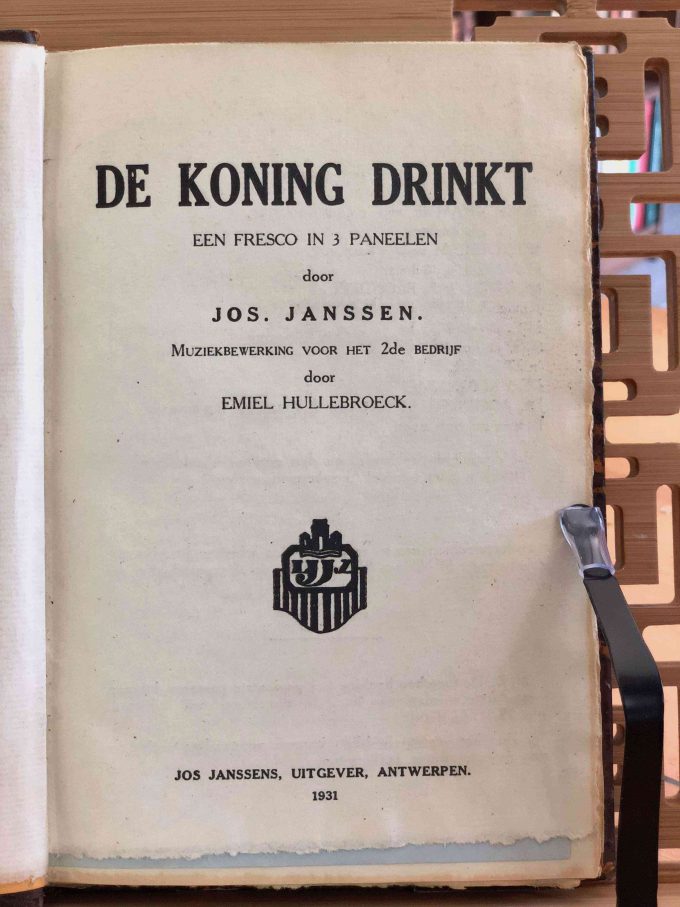 DE KONING DRINKT
EEN FRESCO IN 3 PANEELEN
door
JOS. JANSSEN.
MUZIEKBEWERKING VOOR HET 2de BEDRIJF
door
EMIEL HULLEBROECK.
JOS JANSSENS, UITGEVER, ANTWERPEN.
1931